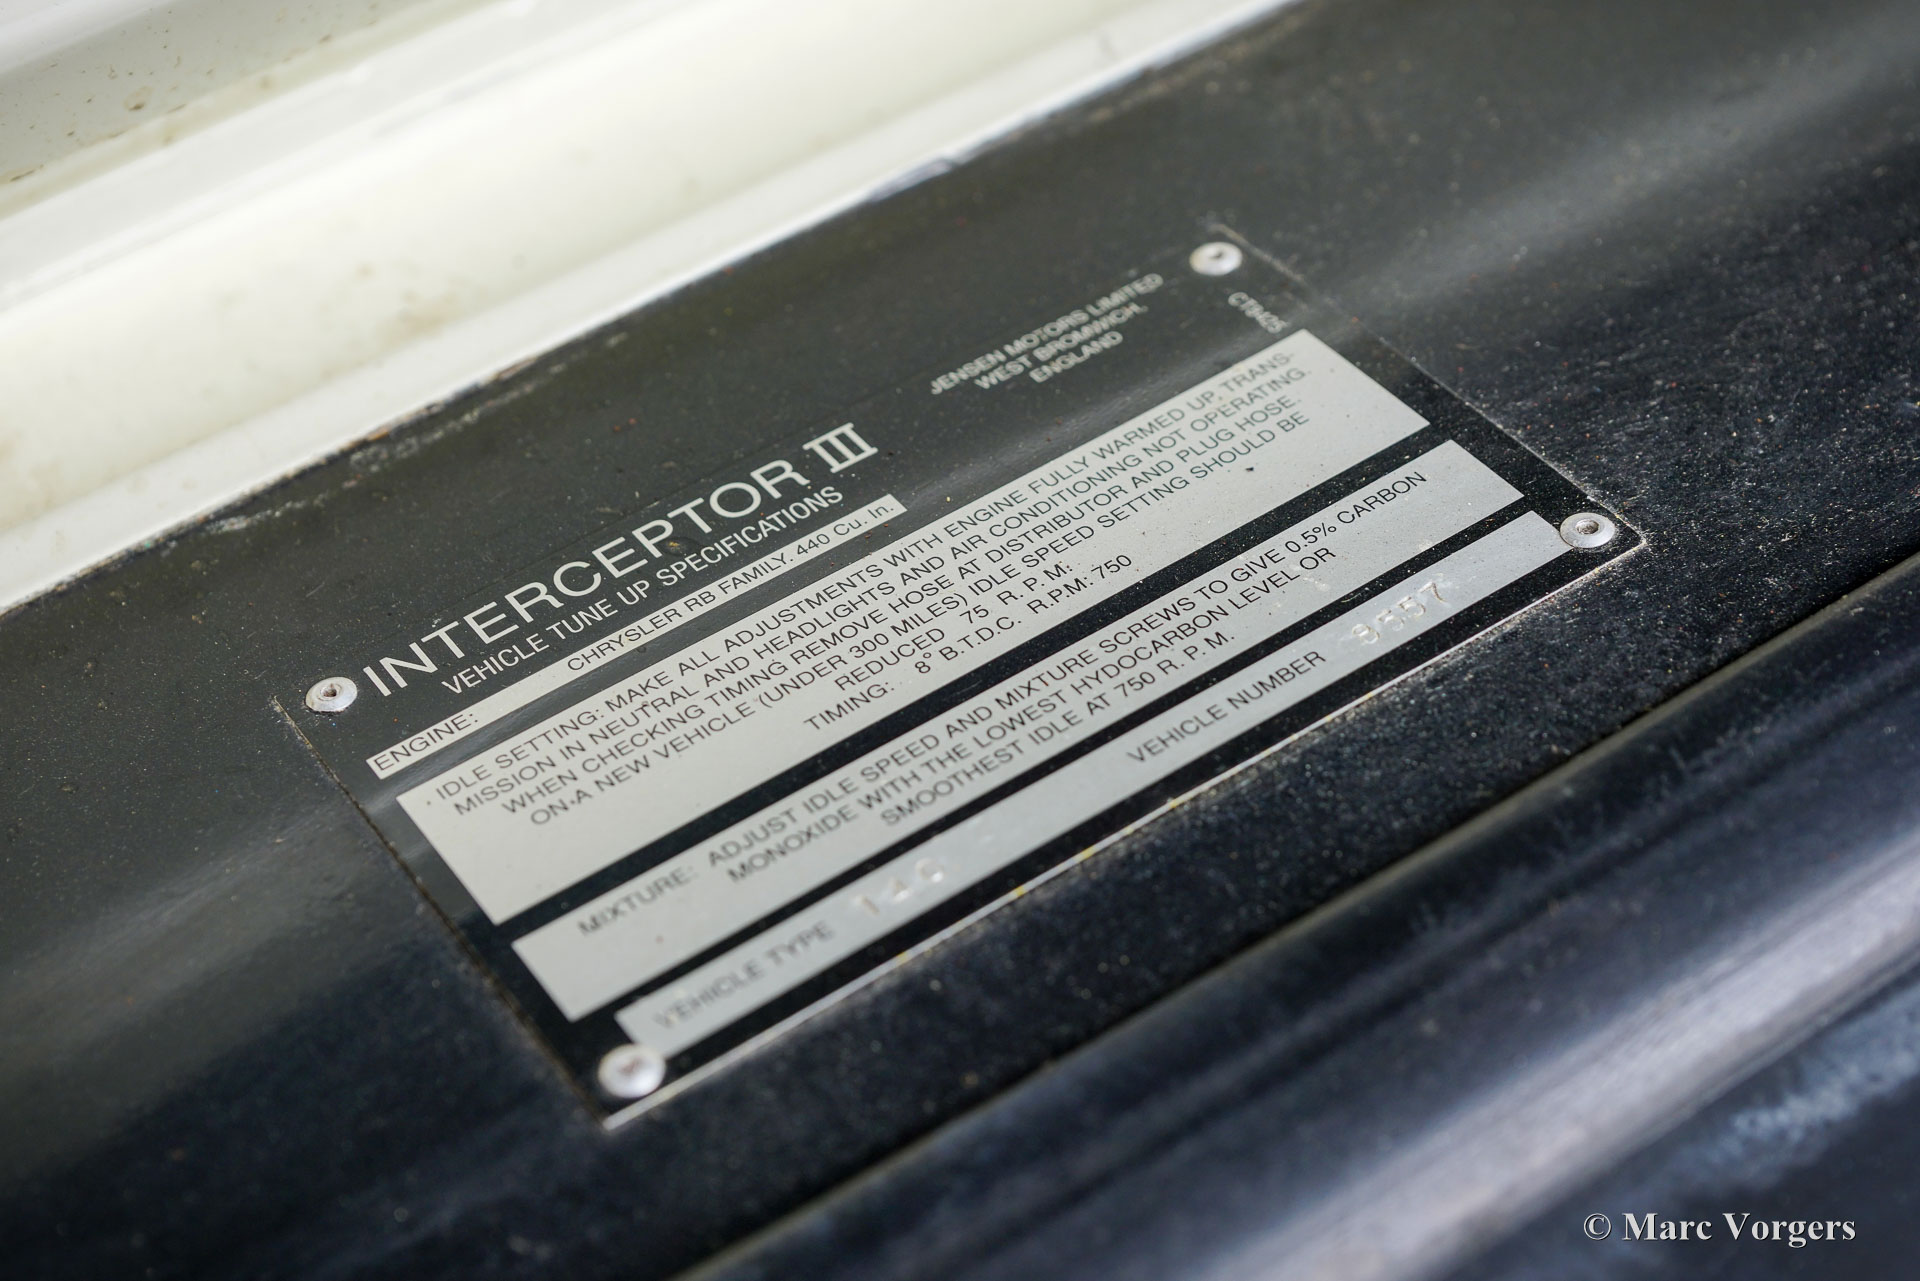 JENSEN MOTORS LIMITED
WEST BROMWICH,
ENGLAND
INTERCEPTOR III
VEHICLE TUNE UP SPECIFICATIONS
ENGINE: CHRYSLER RB FAMILY. 440 Cu. In.
IDLE SETTING: MAKE ALL ADJUSTMENTS WITH ENGINE FULLY WARMED UP. TRANS-
MISSION IN NEUTRAL AND HEADLIGHTS AND AIR CONDITIONING NOT OPERATING.
WHEN CHECKING TIMING REMOVE HOSE AT DISTRIBUTOR AND PLUG HOSE.
ON A NEW VEHICLE (UNDER 300 MILES) IDLE SPEED SETTING SHOULD BE
REDUCED 75 R. P. M:
TIMING: 8° B.T.D.C. R.P.M: 750
MIXTURE: ADJUST IDLE SPEED AND MIXTURE SCREWS TO GIVE 0.5% CARBON
MONOXIDE WITH THE LOWEST HYDOCARBON LEVEL OR
SMOOTHEST IDLE AT 750 R. P. M.
VEHICLE TYPE VEHICLE NUMBER
© Marc Vorgers